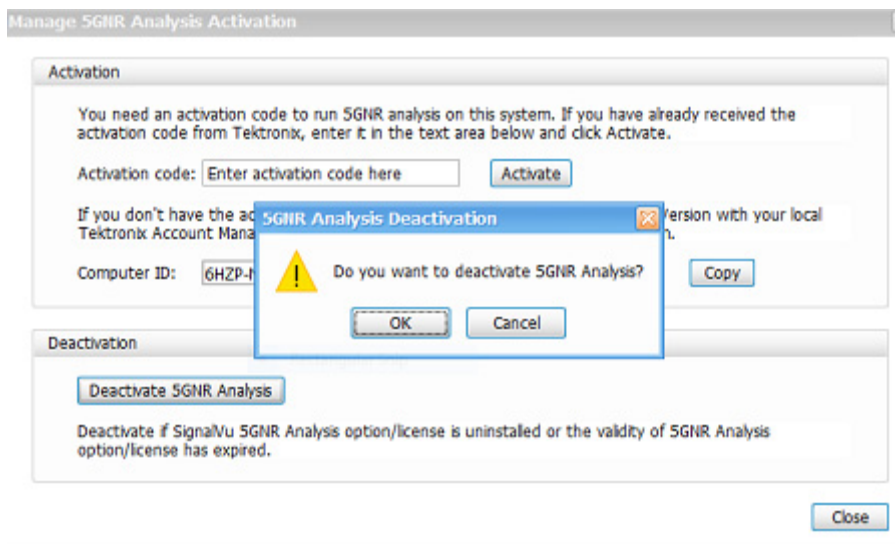 Manage 5GNR Analysis Activation
Activation
You need an activation code to run 5GNR analysis on this system. If you have already received the
activation code from Tektronix, enter it in the text area below and click Activate.
Activation code: Enter activation code here Activate
If you don't have the
Version with your local
Tektronix Account
Computer ID: 6HZP- Copy
5GNR Analysis Deactivation
Do you want to deactivate 5GNR Analysis?
OK Cancel
Deactivation
Deactivate 5GNR Analysis
Deactivate if SignalVu 5GNR Analysis option/license is uninstalled or the validity of 5GNR Analysis
option/license has expired.
Close